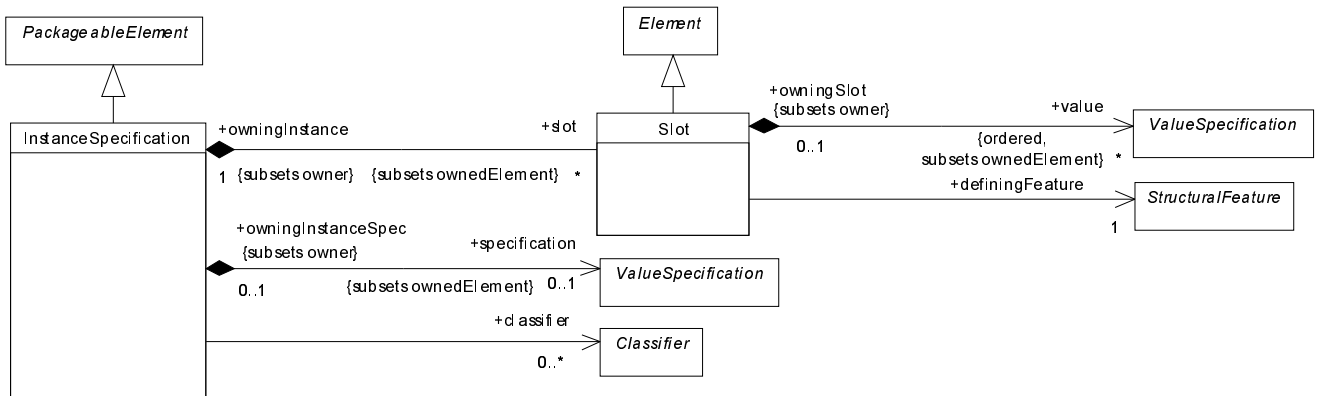 PackageableElement
Element
InstanceSpecification
+owningInstance
1 {subsets owner}
+slot
{subsets ownedElement} *
Slot
+owningSlot
{subsets owner}
0..1
+value
{ordered,
subsets ownedElement} *
ValueSpecification
+definingFeature
1
StructuralFeature
+owningInstanceSpec
{subsets owner}
0..1
+specification
{subsets ownedElement} 0..1
ValueSpecification
+classifier
0..*
Classifier